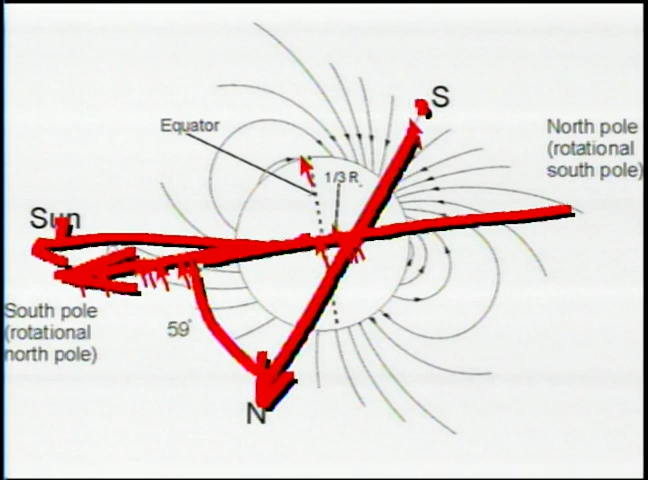 S
Equator
North pole
(rotational
south pole)
1/3 R
Sun
South pole
(rotational
north pole)
59°
N